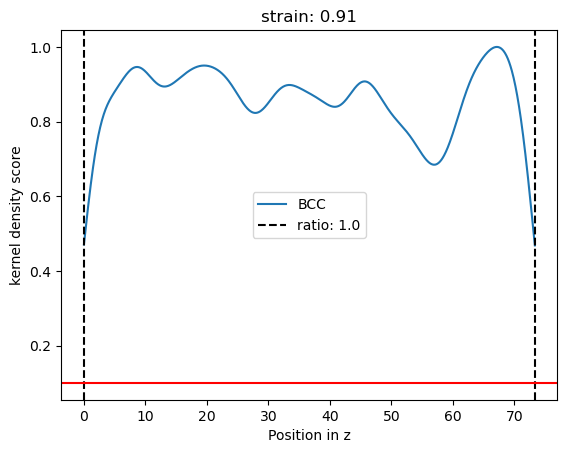 strain: 0.91
kernel density score
1.0
0.8
0.6
0.4
0.2
BCC
ratio: 1.0
0 10 20 30 40 50 60 70
Position in z